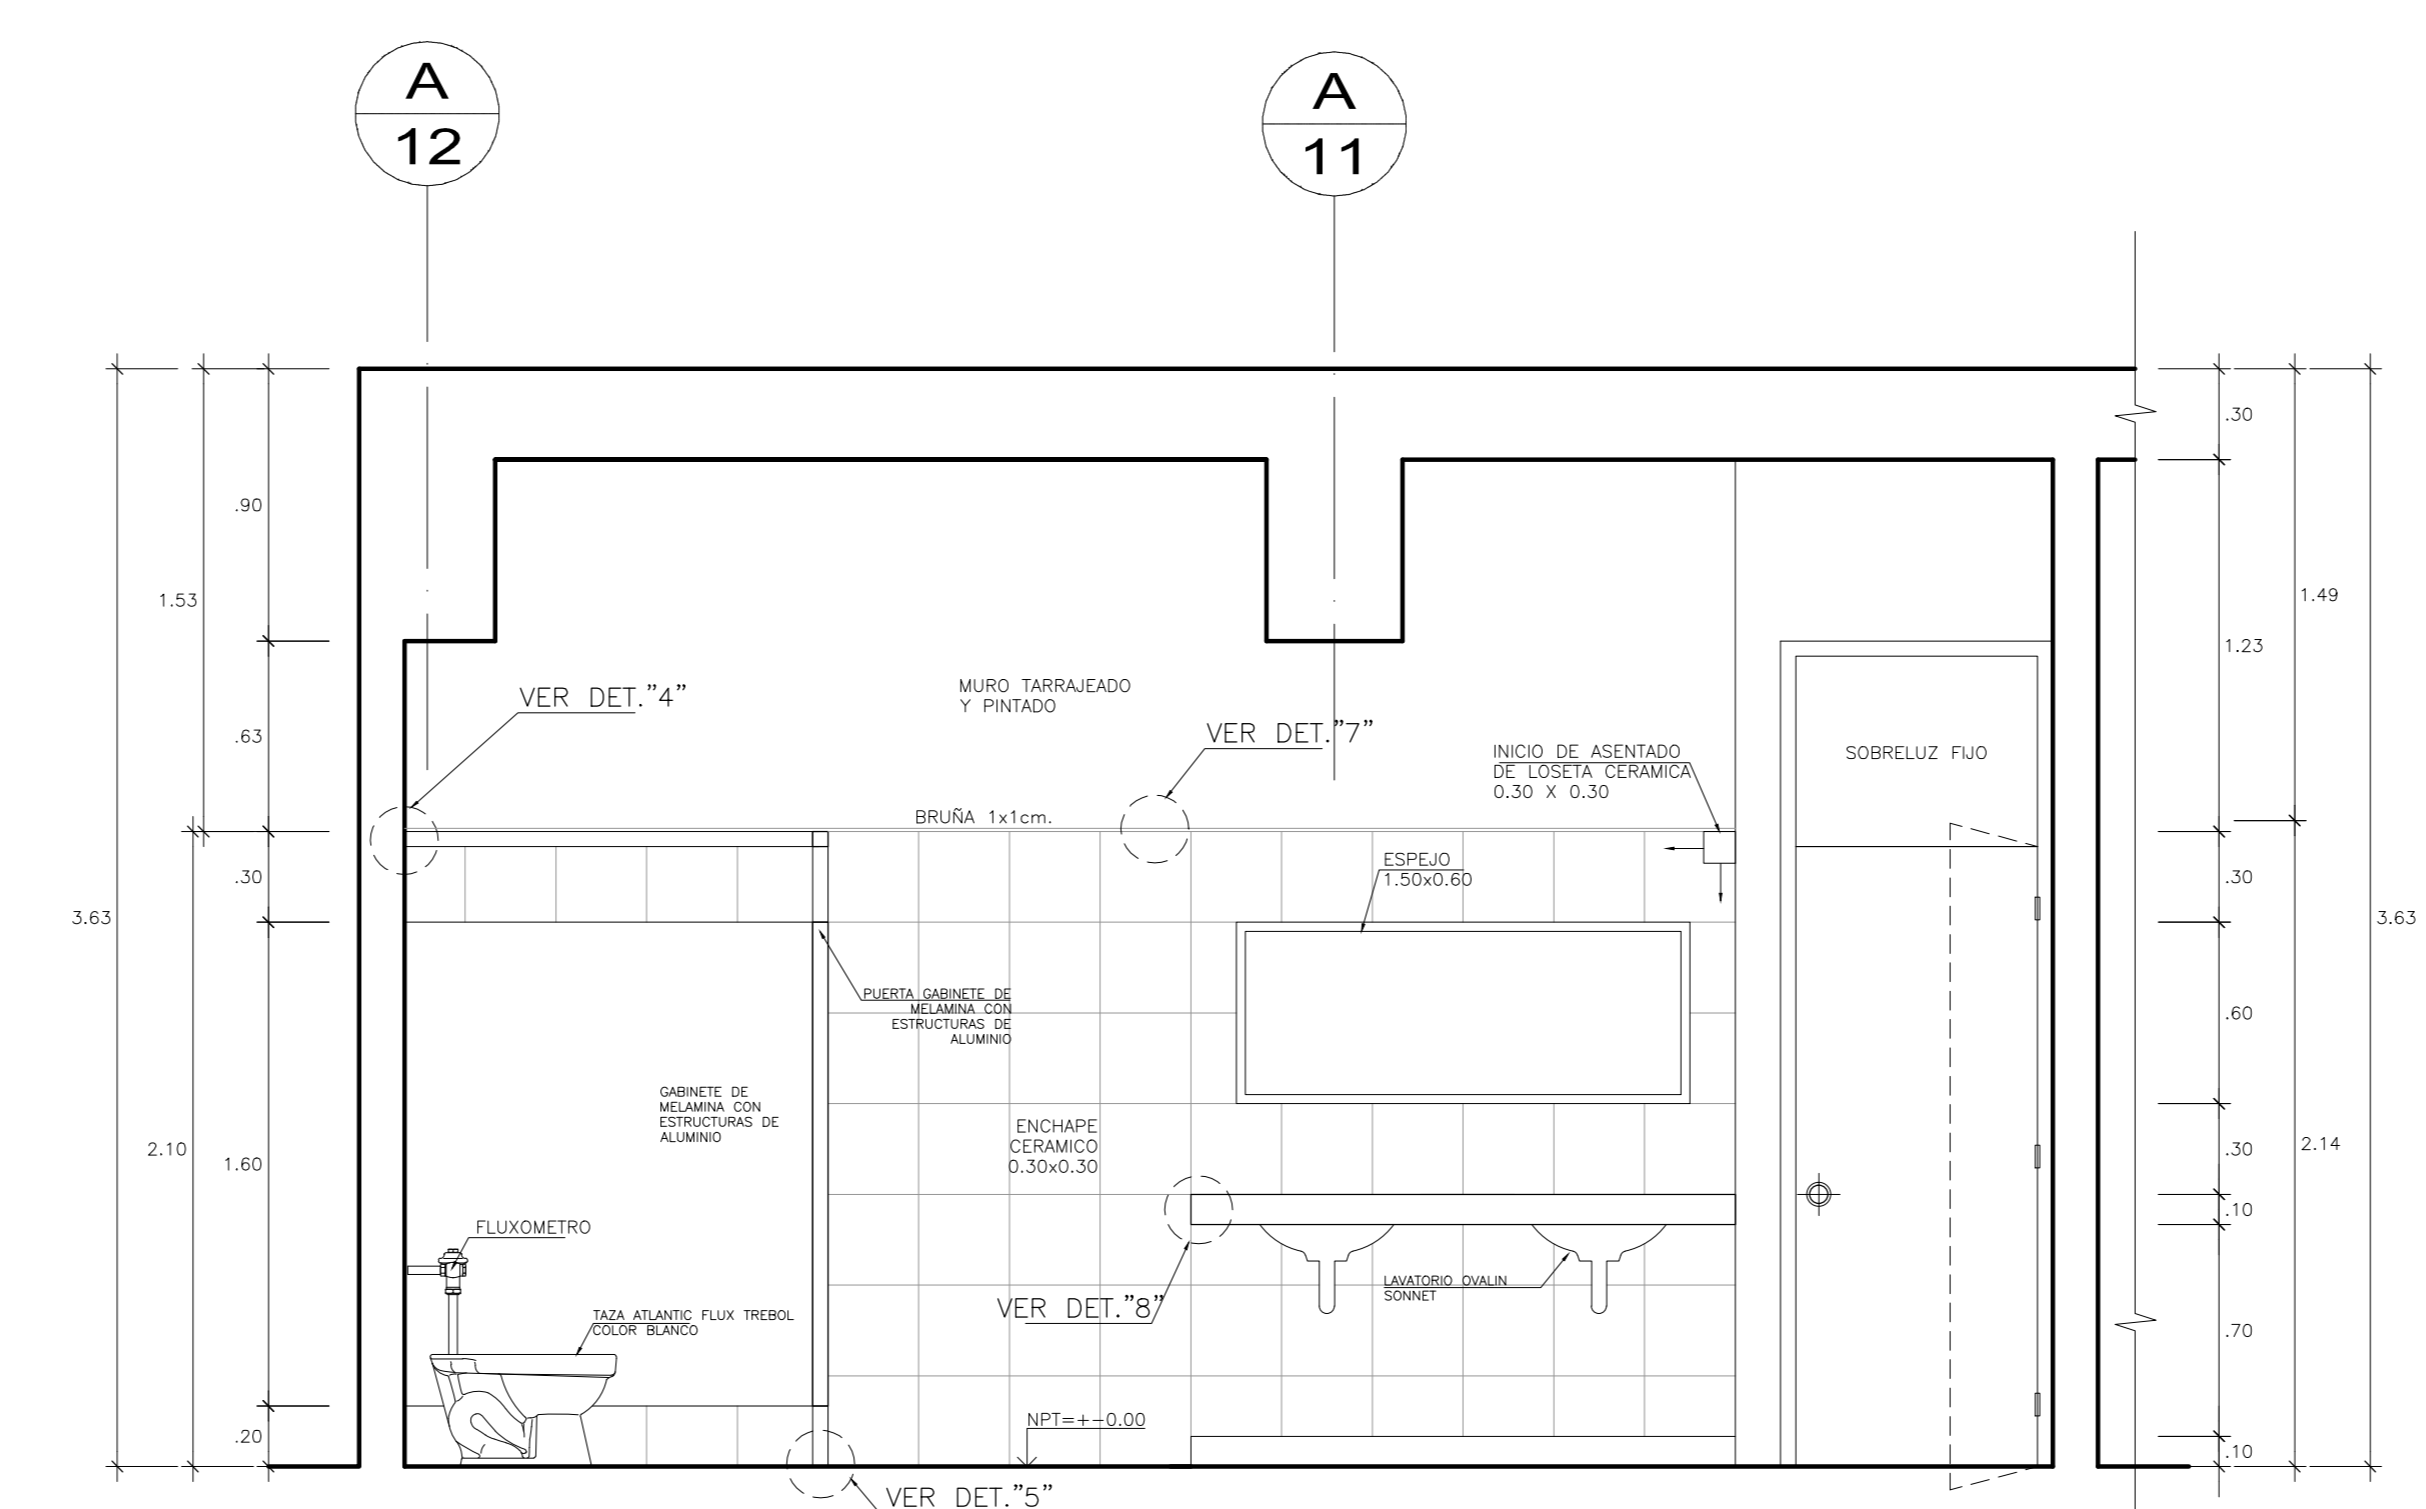 A
12
A
11
.30
.90
1.53
1.49
1.23
VER DET."4"
MURO TARRAJEADO
Y PINTADO
VER DET."7"
.63
INICIO DE ASENTADO
DE LOSETA CERAMICA
0.30 X 0.30
SOBRELUZ FIJO
BRUÑA 1x1cm.
ESPEJO
1.50x0.60
.30
.30
3.63
3.63
PUERTA GABINETE DE
MELAMINA CON
ESTRUCTURAS DE
ALUMINIO
.60
GABINETE DE
MELAMINA CON
ESTRUCTURAS DE
ALUMINIO
ENCHAPE
CERAMICO
0.30x0.30
2.10
1.60
.30
2.14
.10
FLUXOMETRO
LAVATORIO OVALIN
SONNET
VER DET."8"
TAZA ATLANTIC FLUX TREBOL
COLOR BLANCO
.70
NPT=+-0.00
.20
.10
VER DET."5"